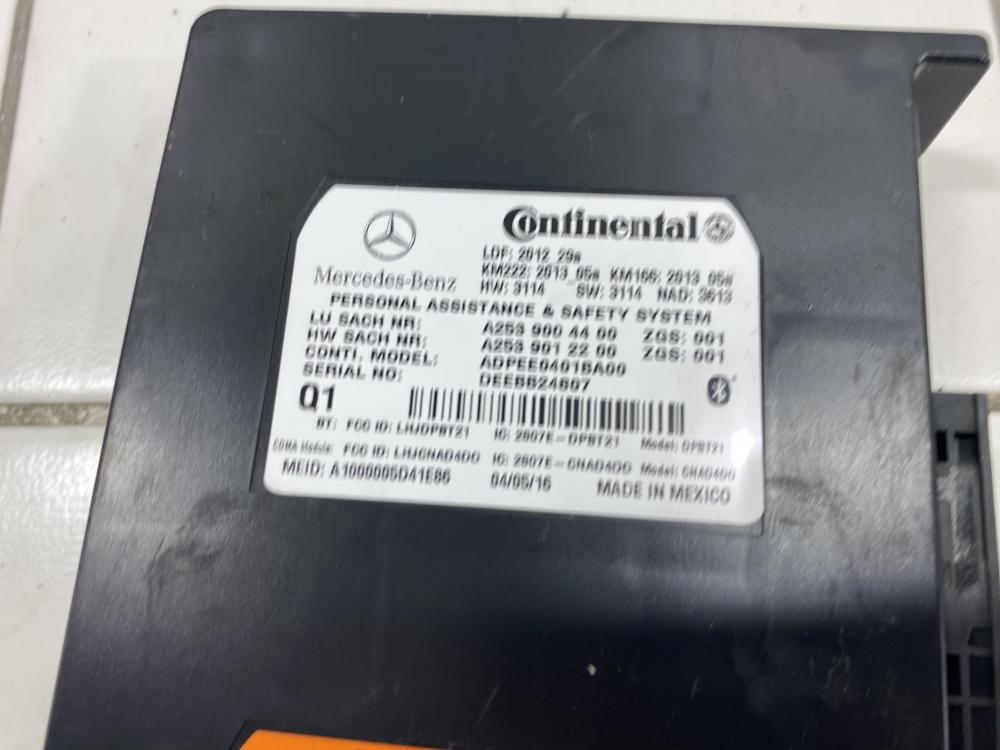 Mercedes-Benz
Continental
LDF: 2012_29a
KM222: 2013_05a KM166: 2013_05a
HW: 3114 SW: 3114 NAD: 3613
PERSONAL ASSISTANCE & SAFETY SYSTEM
LU SACH NR: A253 900 44 00 ZGS: 001
HW SACH NR: A253 901 22 00 ZGS: 001
CONTI. MODEL: ADPEE0401BA00
SERIAL NO: DEEBB24807
Q1
BT: FCC ID: LHJDPBT21 IC: 2807E-DPBT21 Model: DPBT21
CDMA Module: FCC ID: LHJCNAD4DO IC: 2807E-CNAD4DO Model: CNAD4DO
MEID: A1000005D41E86 04/05/16 MADE IN MEXICO